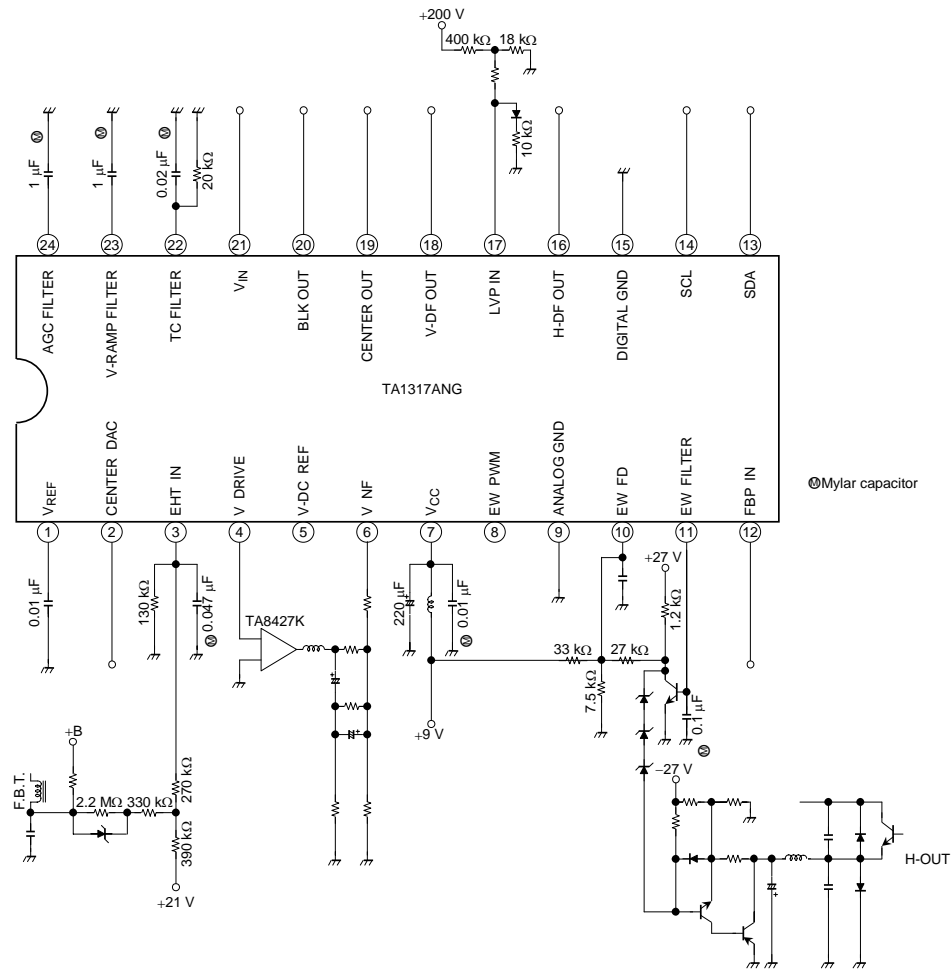 +200 V
400 kΩ 18 kΩ
10 kΩ
1 μF
Ⓜ
1 μF
Ⓜ
0.02 μF
Ⓜ
20 kΩ
24 23 22 21 20 19 18 17 16 15 14 13
AGC FILTER
V-RAMP FILTER
TC FILTER
VIN
BLK OUT
CENTER OUT
V-DF OUT
LVP IN
H-DF OUT
DIGITAL GND
SCL
SDA
TA1317ANG
VREF
CENTER DAC
EHT IN
V DRIVE
V-DC REF
V NF
VCC
EW PWM
ANALOG GND
EW FD
EW FILTER
FBP IN
ⓂMylar capacitor
1 2 3 4 5 6 7 8 9 10 11 12
0.01 μF
130 kΩ
0.047 μF
Ⓜ
TA8427K
220 μF
0.01 μF
Ⓜ
+27 V
1.2 kΩ
33 kΩ 27 kΩ
7.5 kΩ
0.1 μF
Ⓜ
+9 V
+B
F.B.T.
2.2 MΩ 330 kΩ
270 kΩ
390 kΩ
+21 V
−27 V
H-OUT